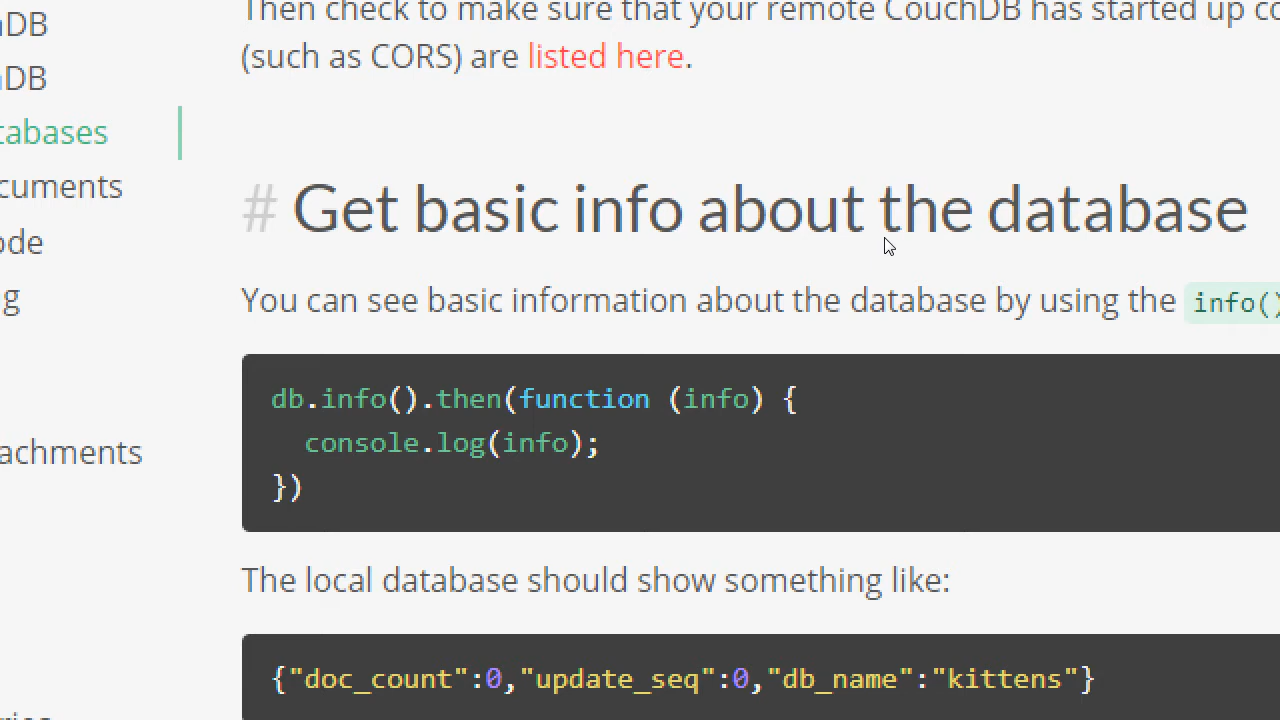 Then check to make sure that your remote CouchDB has started up
(such as CORS) are listed here.
DB
DB
tabases
cuments
ode
g
achments
# Get basic info about the database
You can see basic information about the database by using the info()
db.info().then(function (info) {
console.log(info);
})
The local database should show something like:
{"doc_count":0,"update_seq":0,"db_name":"kittens"}